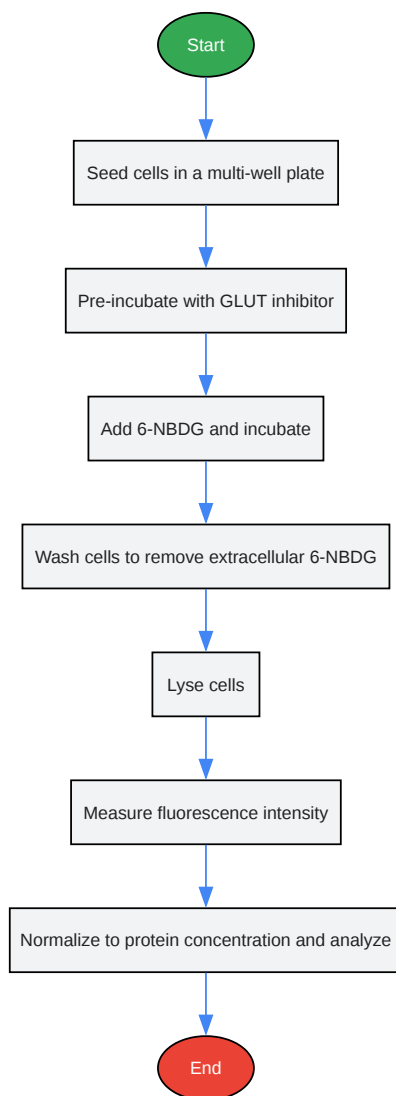 Start
Seed cells in a multi-well plate
Pre-incubate with GLUT inhibitor
Add 6-NBDG and incubate
Wash cells to remove extracellular 6-NBDG
Lyse cells
Measure fluorescence intensity
Normalize to protein concentration and analyze
End